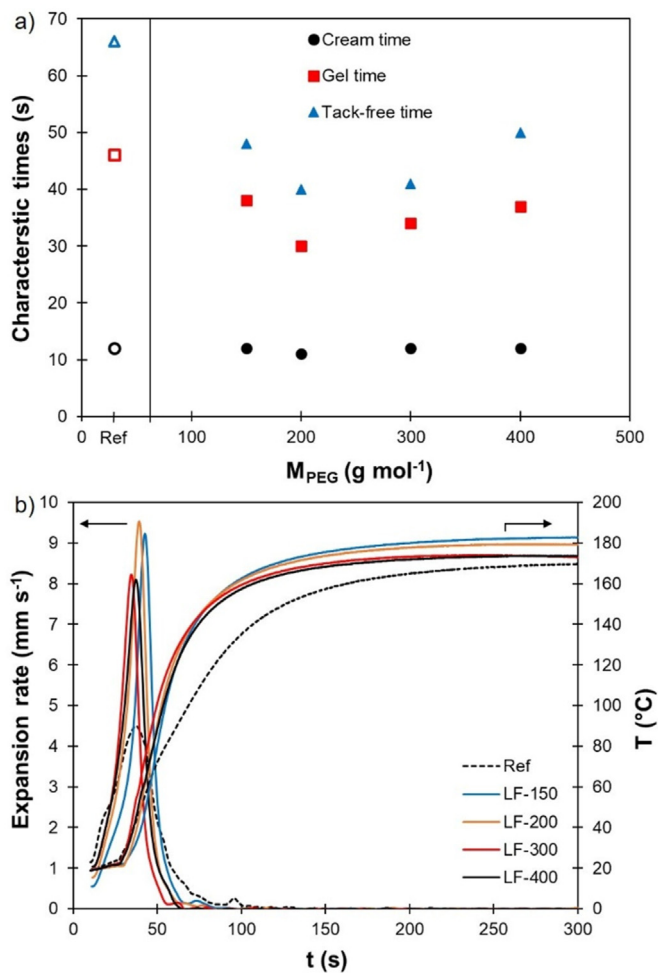 a)
Characterstic times (s)
70
60
50
40
30
20
10
0
Cream time
Gel time
Tack-free time
0 Ref 100 200 300 400 500
MPEG (g mol-1)
b)
Expansion rate (mm s-1)
10
9
8
7
6
5
4
3
2
1
0
200
180
160
140
120
100
80
60
40
20
0
T (°C)
Ref
LF-150
LF-200
LF-300
LF-400
0 50 100 150 200 250 300
t (s)